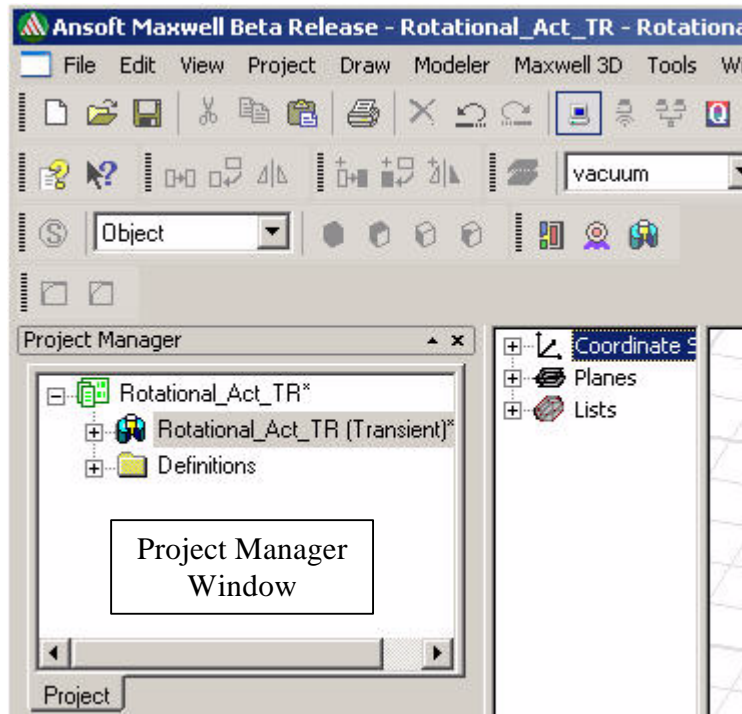 Ansoft Maxwell Beta Release - Rotational_Act_TR - Rotationa
File Edit View Project Draw Modeler Maxwell 3D Tools Wi
vacuum
Object
Project Manager
Rotational_Act_TR*
Rotational_Act_TR (Transient)*
Definitions
Project Manager
Window
Project
Coordinate S
Planes
Lists